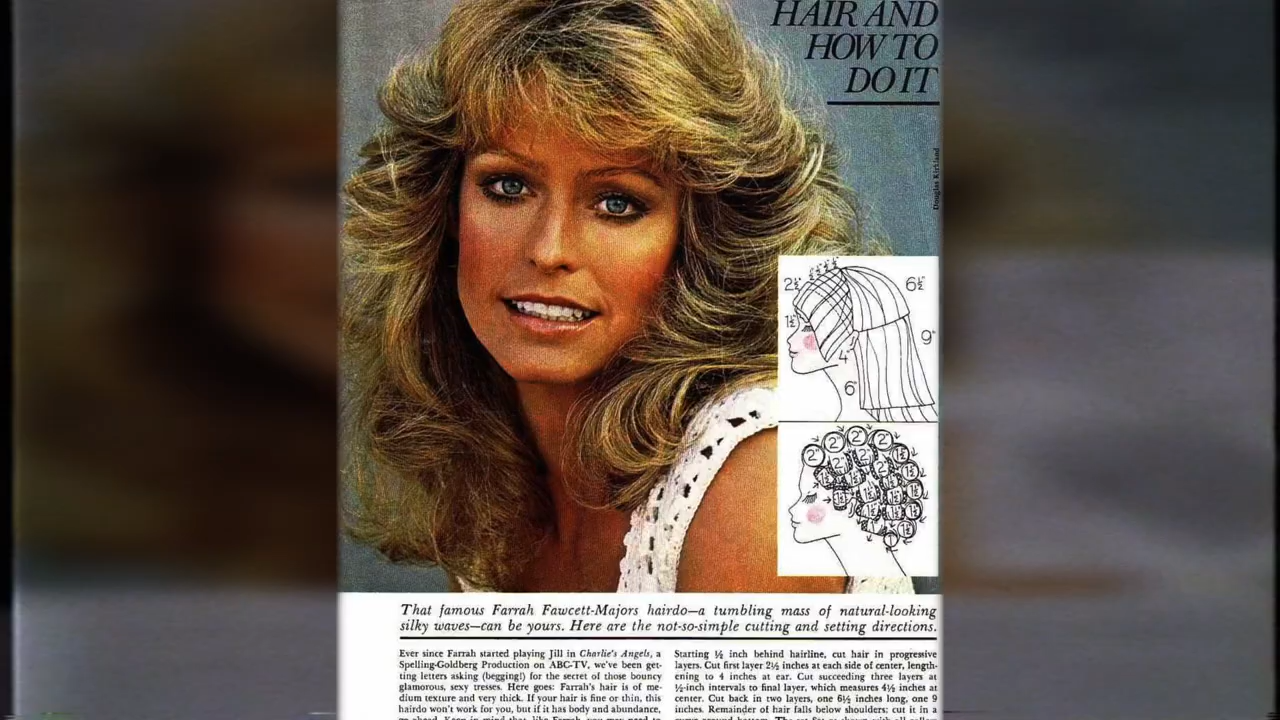 HAIR AND
HOW TO
DO IT
Douglas Kirkland
2½"
6½"
1½"
9"
4"
6"
2" 2" 2"
That famous Farrah Fawcett-Majors hairdo—a tumbling mass of natural-looking
silky waves—can be yours. Here are the not-so-simple cutting and setting directions.
Ever since Farrah started playing Jill in Charlie's Angels, a
Spelling-Goldberg Production on ABC-TV, we've been get-
ting letters asking (begging!) for the secret of those bouncy
glamorous, sexy tresses. Here goes: Farrah's hair is of me-
dium texture and very thick. If your hair is fine or thin, this
hairdo won't work for you, but if it has body and abundance,
Starting ½ inch behind hairline, cut hair in progressive
layers. Cut first layer 2½ inches at each side of center, length-
ening to 4 inches at ear. Cut succeeding three layers at
½-inch intervals to final layer, which measures 4½ inches at
center. Cut back in two layers, one 6½ inches long, one 9
inches. Remainder of hair falls below shoulders: cut it in a